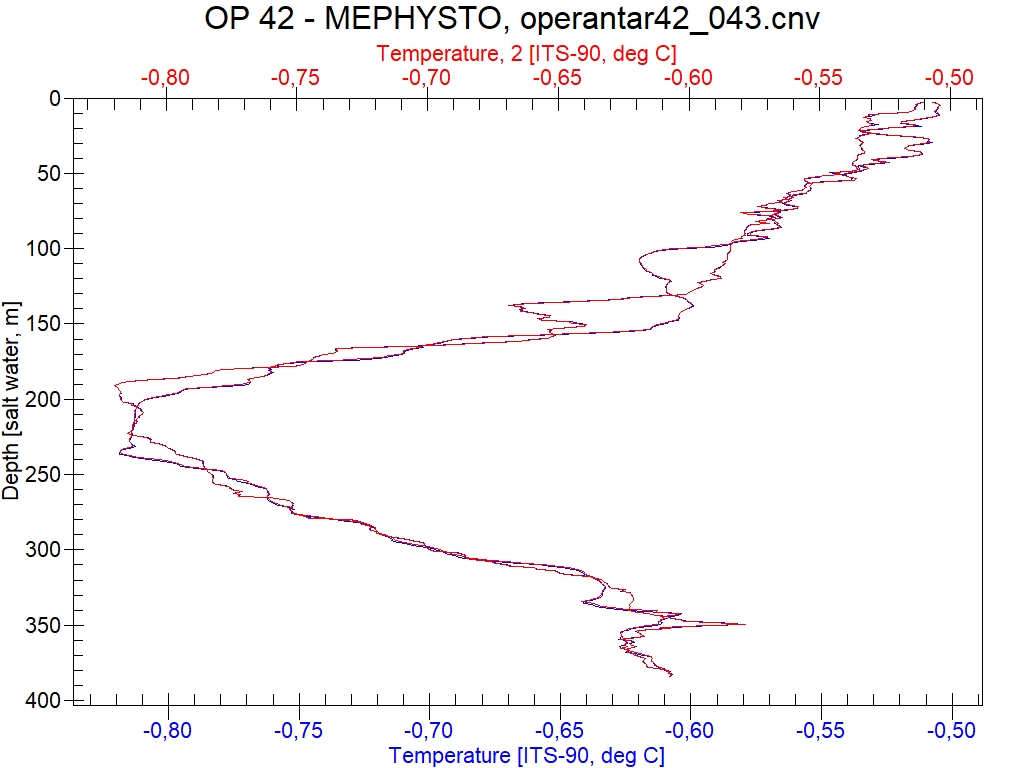 OP 42 - MEPHYSTO, operantar42_043.cnv
Temperature, 2 [ITS-90, deg C]
-0,80 -0,75 -0,70 -0,65 -0,60 -0,55 -0,50
0
50
100
150
200
250
300
350
400
Depth [salt water, m]
-0,80 -0,75 -0,70 -0,65 -0,60 -0,55 -0,50
Temperature [ITS-90, deg C]